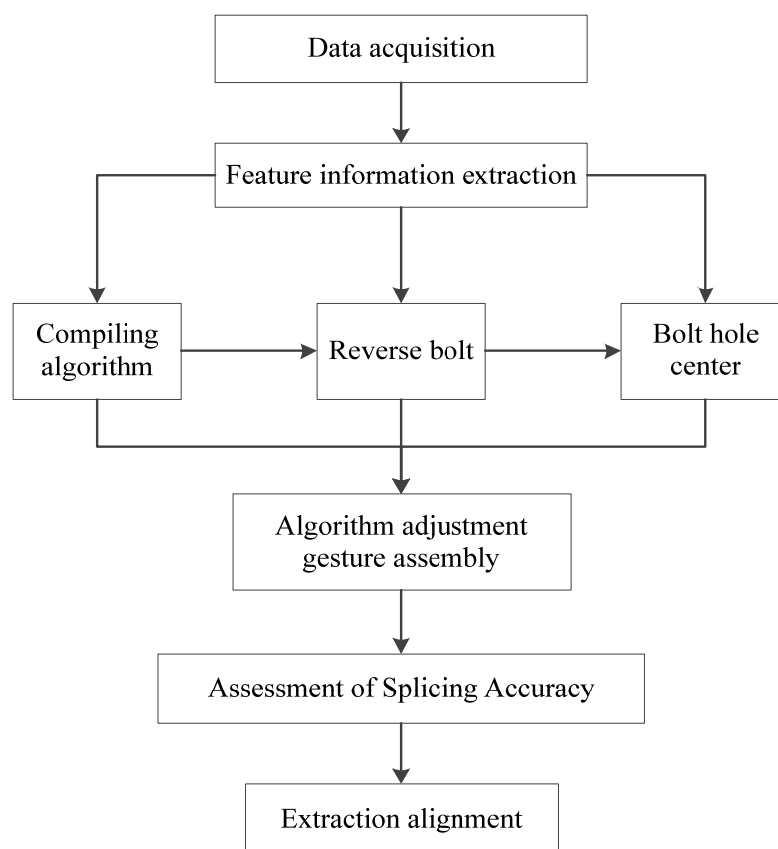 Data acquisition
Feature information extraction
Compiling
algorithm
Reverse bolt
Bolt hole
center
Algorithm adjustment
gesture assembly
Assessment of Splicing Accuracy
Extraction alignment